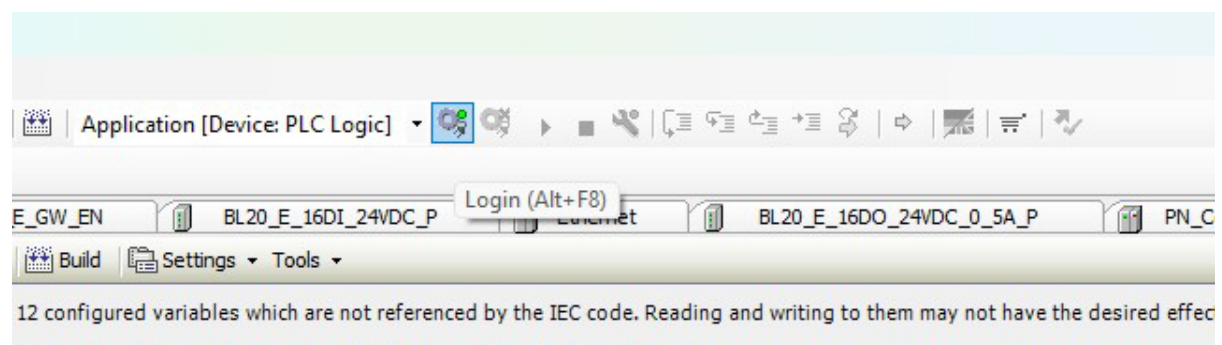 Application [Device: PLC Logic]
Login (Alt+F8)
E_GW_EN BL20_E_16DI_24VDC_P Ethernet BL20_E_16DO_24VDC_0_5A_P PN_C
Build Settings Tools
12 configured variables which are not referenced by the IEC code. Reading and writing to them may not have the desired effec